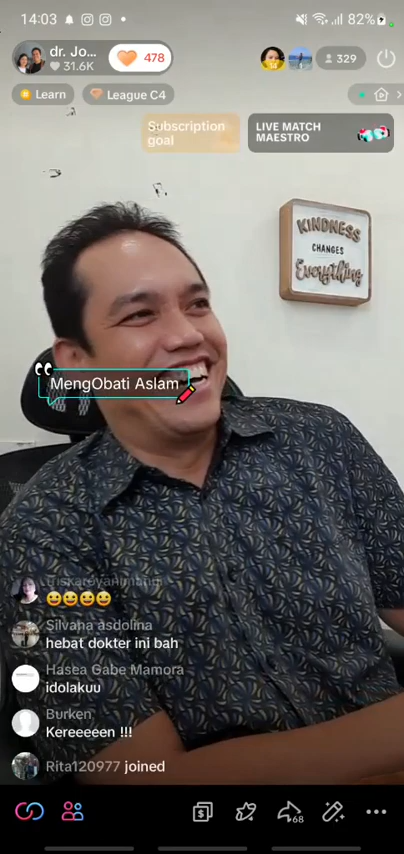 14:03
82%
dr. Jo...
31.6K
478
329
Learn
League C4
Subscription
goal
LIVE MATCH
MAESTRO
KINDNESS
CHANGES
Everything
MengObati Aslam
😆😆😆😆
Silvana asdolina
hebat dokter ini bah
Hasea Gabe Mamora
idolakuu
Burken
Kereeeeen !!!
Rita120977 joined
68